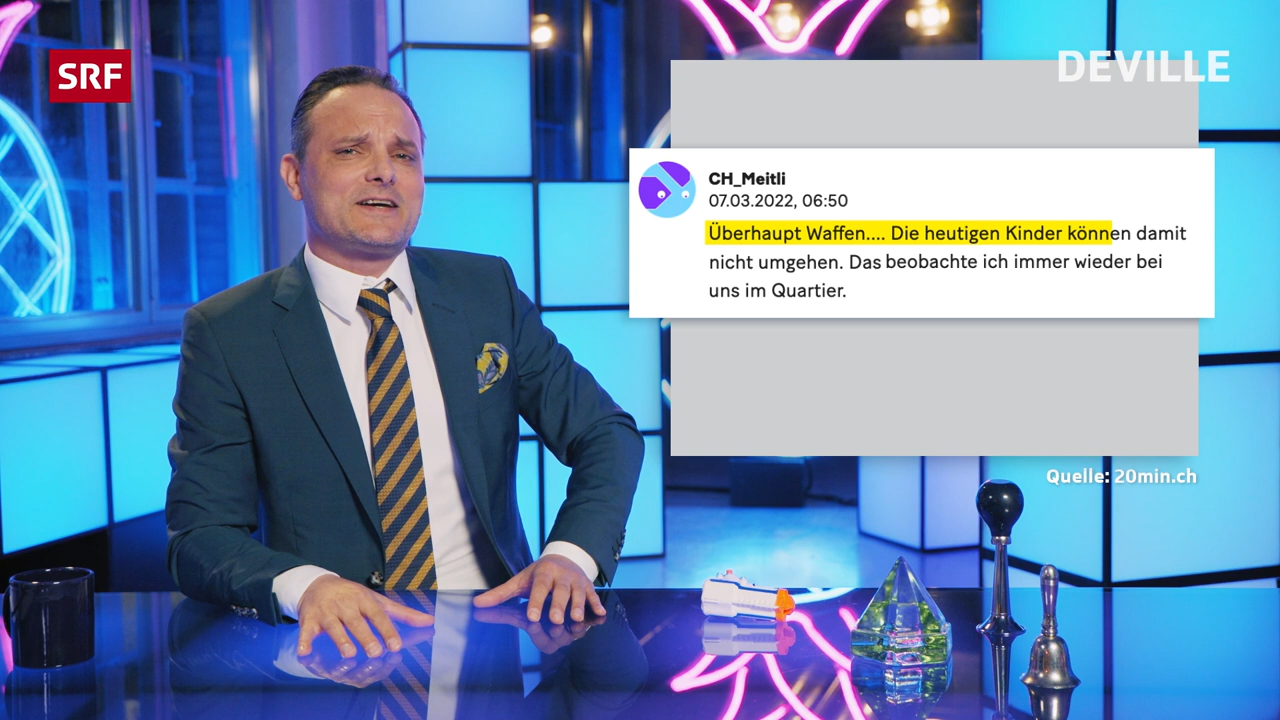 SRF
DEVILLE
CH_Meitli
07.03.2022, 06:50
Überhaupt Waffen.... Die heutigen Kinder können damit
nicht umgehen. Das beobachte ich immer wieder bei
uns im Quartier.
Quelle: 20min.ch